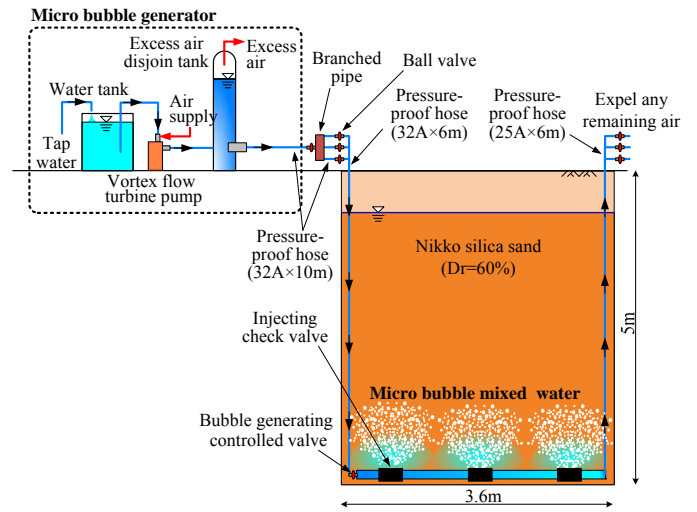 Micro bubble generator
Excess air
disjoin tank
Excess
air
Water tank
Air
supply
Tap
water
Vortex flow
turbine pump
Branched
pipe
Ball valve
Pressure-
proof hose
(32A×6m)
Pressure-
proof hose
(25A×6m)
Expel any
remaining air
Pressure-
proof hose
(32A×10m)
Nikko silica sand
(Dr=60%)
5m
Injecting
check valve
Micro bubble mixed water
Bubble generating
controlled valve
3.6m